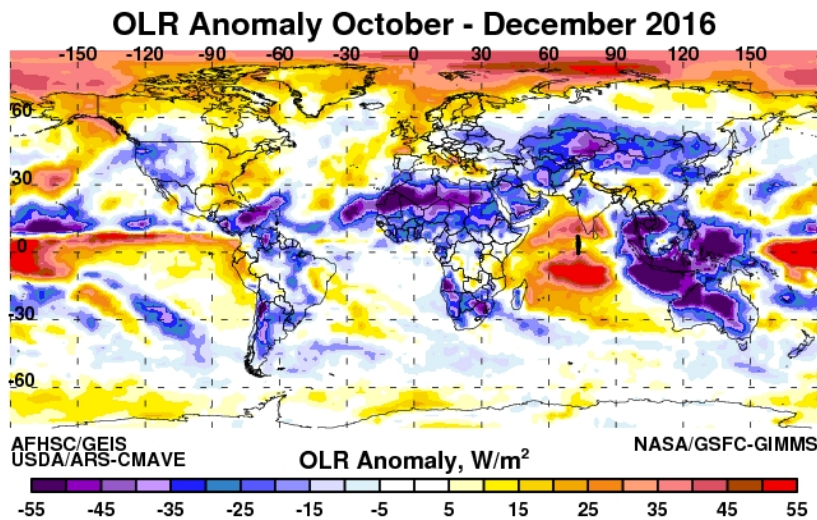 OLR Anomaly October - December 2016
-150 -120 -90 -60 -30 0 30 60 90 120 150
60
30
0
-30
-60
AFHSC/GEIS
USDA/ARS-CMAVE
NASA/GSFC-GIMMS
OLR Anomaly, W/m²
-55 -45 -35 -25 -15 -5 5 15 25 35 45 55